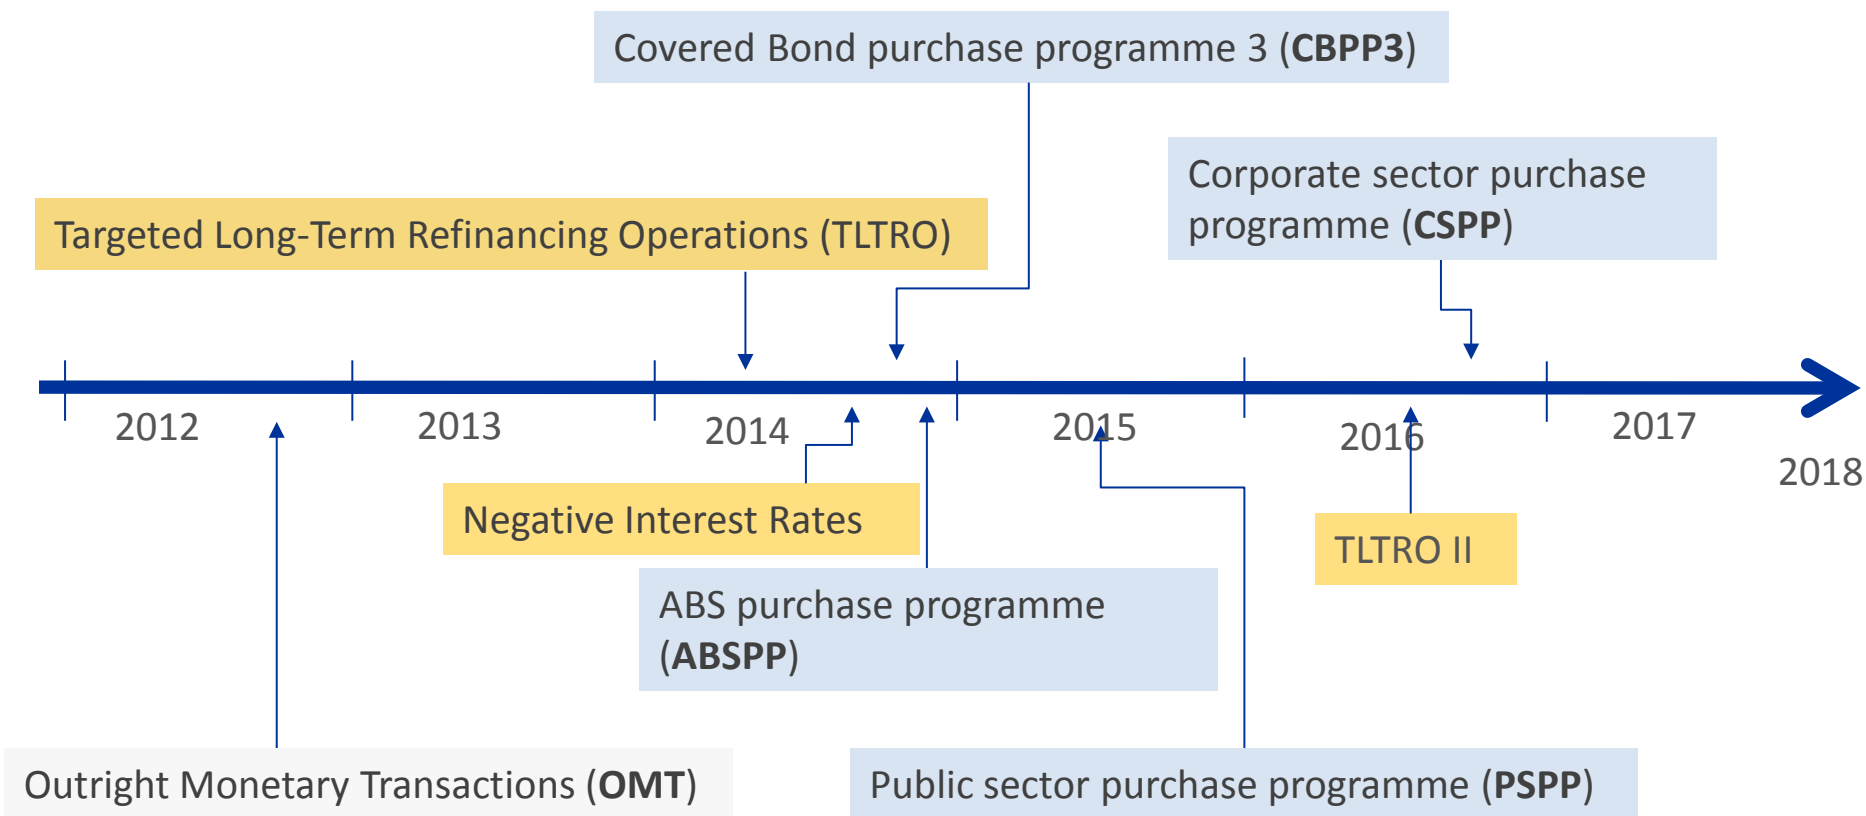 Covered Bond purchase programme 3 (CBPP3)
Corporate sector purchase
programme (CSPP)
Targeted Long-Term Refinancing Operations (TLTRO)
2012
2013
2014
2015
2016
2017
2018
Negative Interest Rates
TLTRO II
ABS purchase programme
(ABSPP)
Outright Monetary Transactions (OMT)
Public sector purchase programme (PSPP)